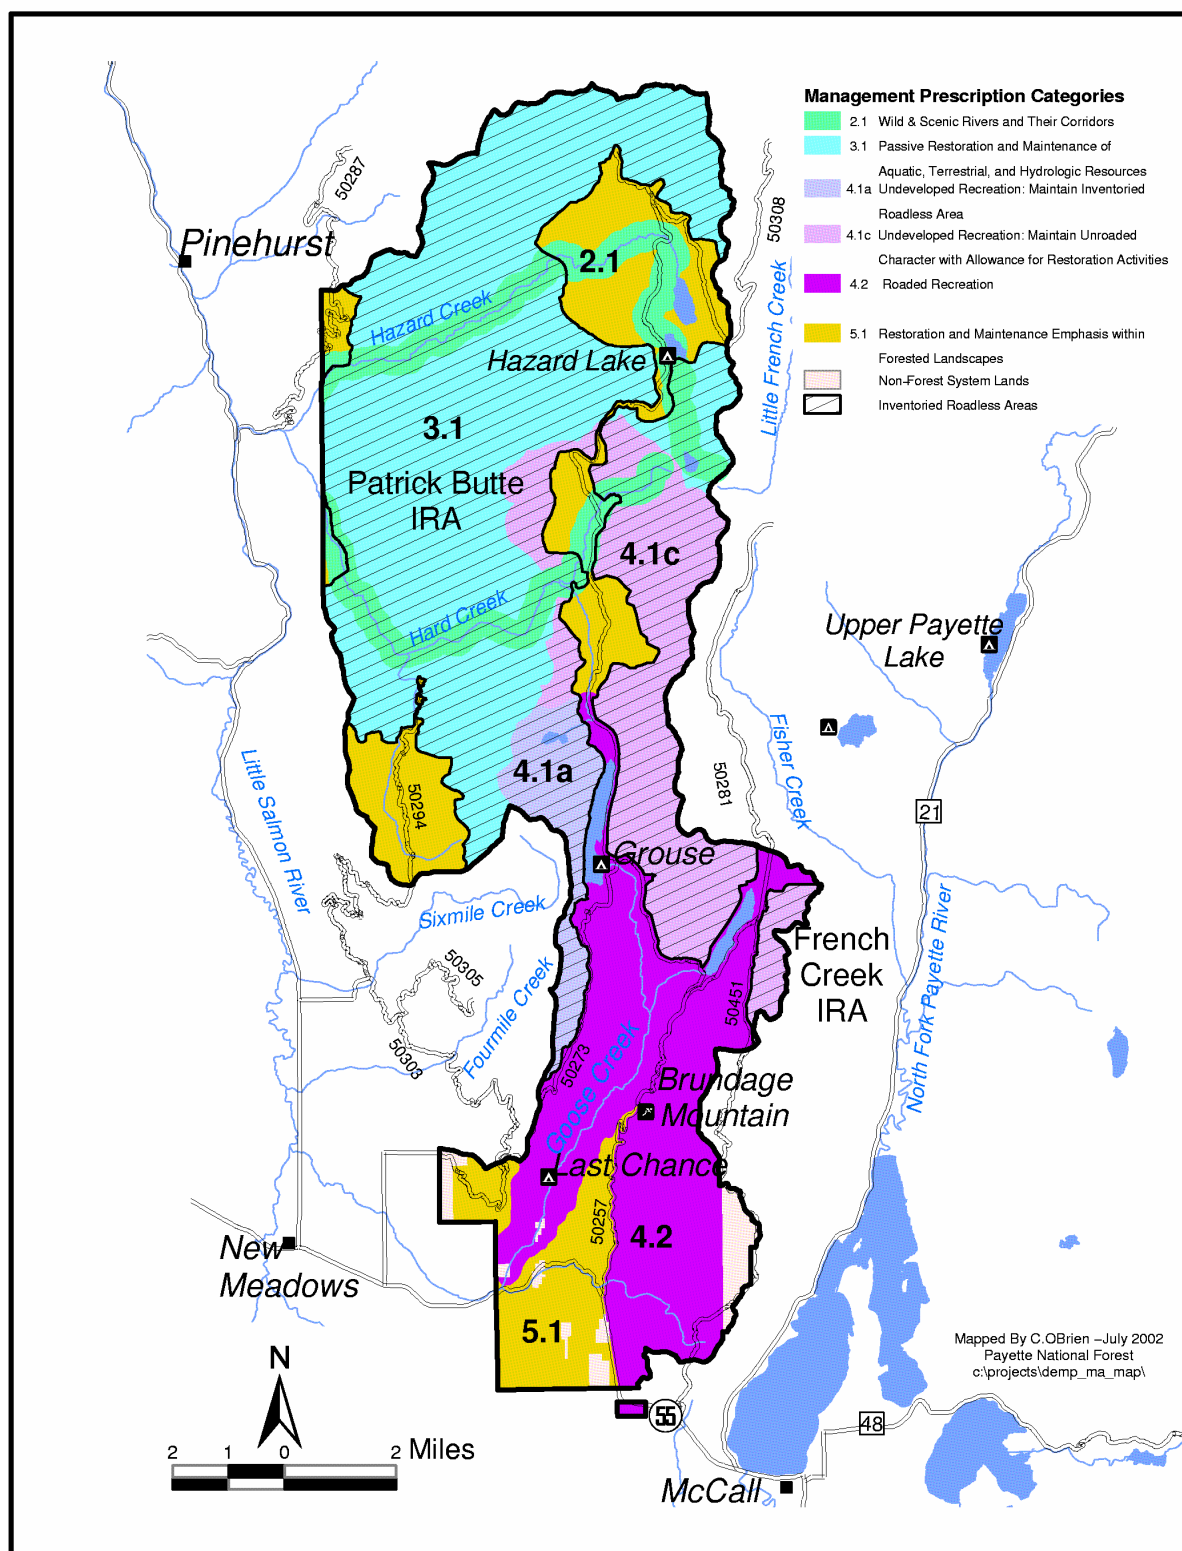 Management Prescription Categories
2.1 Wild & Scenic Rivers and Their Corridors
3.1 Passive Restoration and Maintenance of
Aquatic, Terrestrial, and Hydrologic Resources
4.1a Undeveloped Recreation: Maintain Inventoried
Roadless Area
4.1c Undeveloped Recreation: Maintain Unroaded
Character with Allowance for Restoration Activities
4.2 Roaded Recreation
5.1 Restoration and Maintenance Emphasis within
Forested Landscapes
Non-Forest System Lands
Inventoried Roadless Areas
50287
50308
Pinehurst
2.1
Hazard Creek
Little French Creek
Hazard Lake
3.1
Patrick Butte
IRA
4.1c
Hard Creek
Upper Payette
Lake
Fisher Creek
4.1a
50281
50294
Little Salmon River
21
Grouse
Sixmile Creek
North Fork Payette River
French
Creek
IRA
50305
Fourmile Creek
50451
50303
50273
Goose Creek
Brundage
Mountain
Last Chance
50257
4.2
New
Meadows
5.1
Mapped By C.OBrien –July 2002
Payette National Forest
c:\projects\demp_ma_map\
N
55
48
2 1 0 2 Miles
McCall